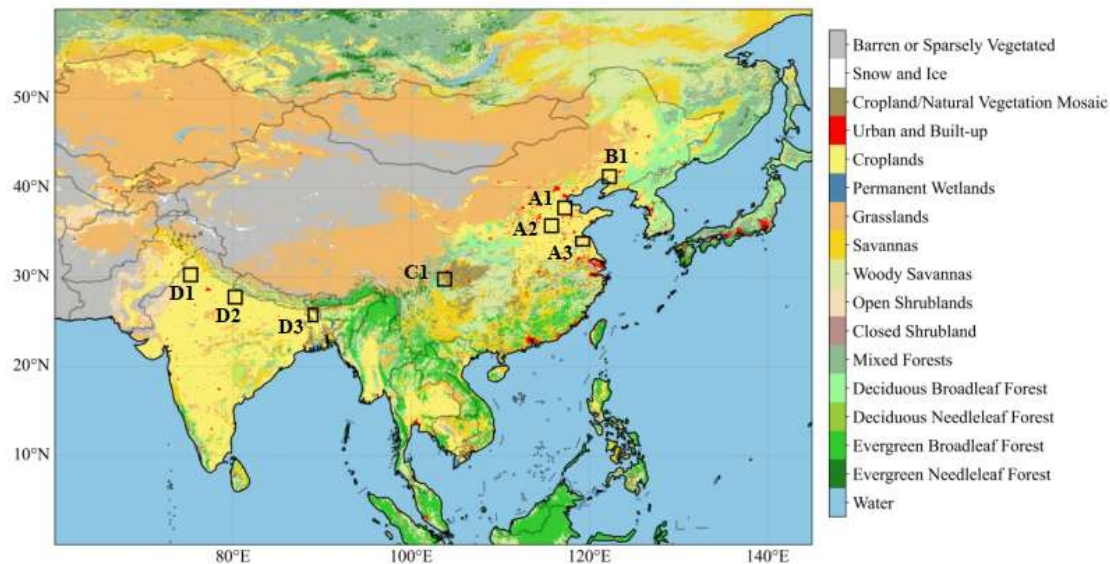 50°N
40°N
30°N
20°N
10°N
80°E
100°E
120°E
140°E
B1
A1
A2
A3
C1
D1
D2
D3
Barren or Sparsely Vegetated
Snow and Ice
Cropland/Natural Vegetation Mosaic
Urban and Built-up
Croplands
Permanent Wetlands
Grasslands
Savannas
Woody Savannas
Open Shrublands
Closed Shrubland
Mixed Forests
Deciduous Broadleaf Forest
Deciduous Needleleaf Forest
Evergreen Broadleaf Forest
Evergreen Needleleaf Forest
Water